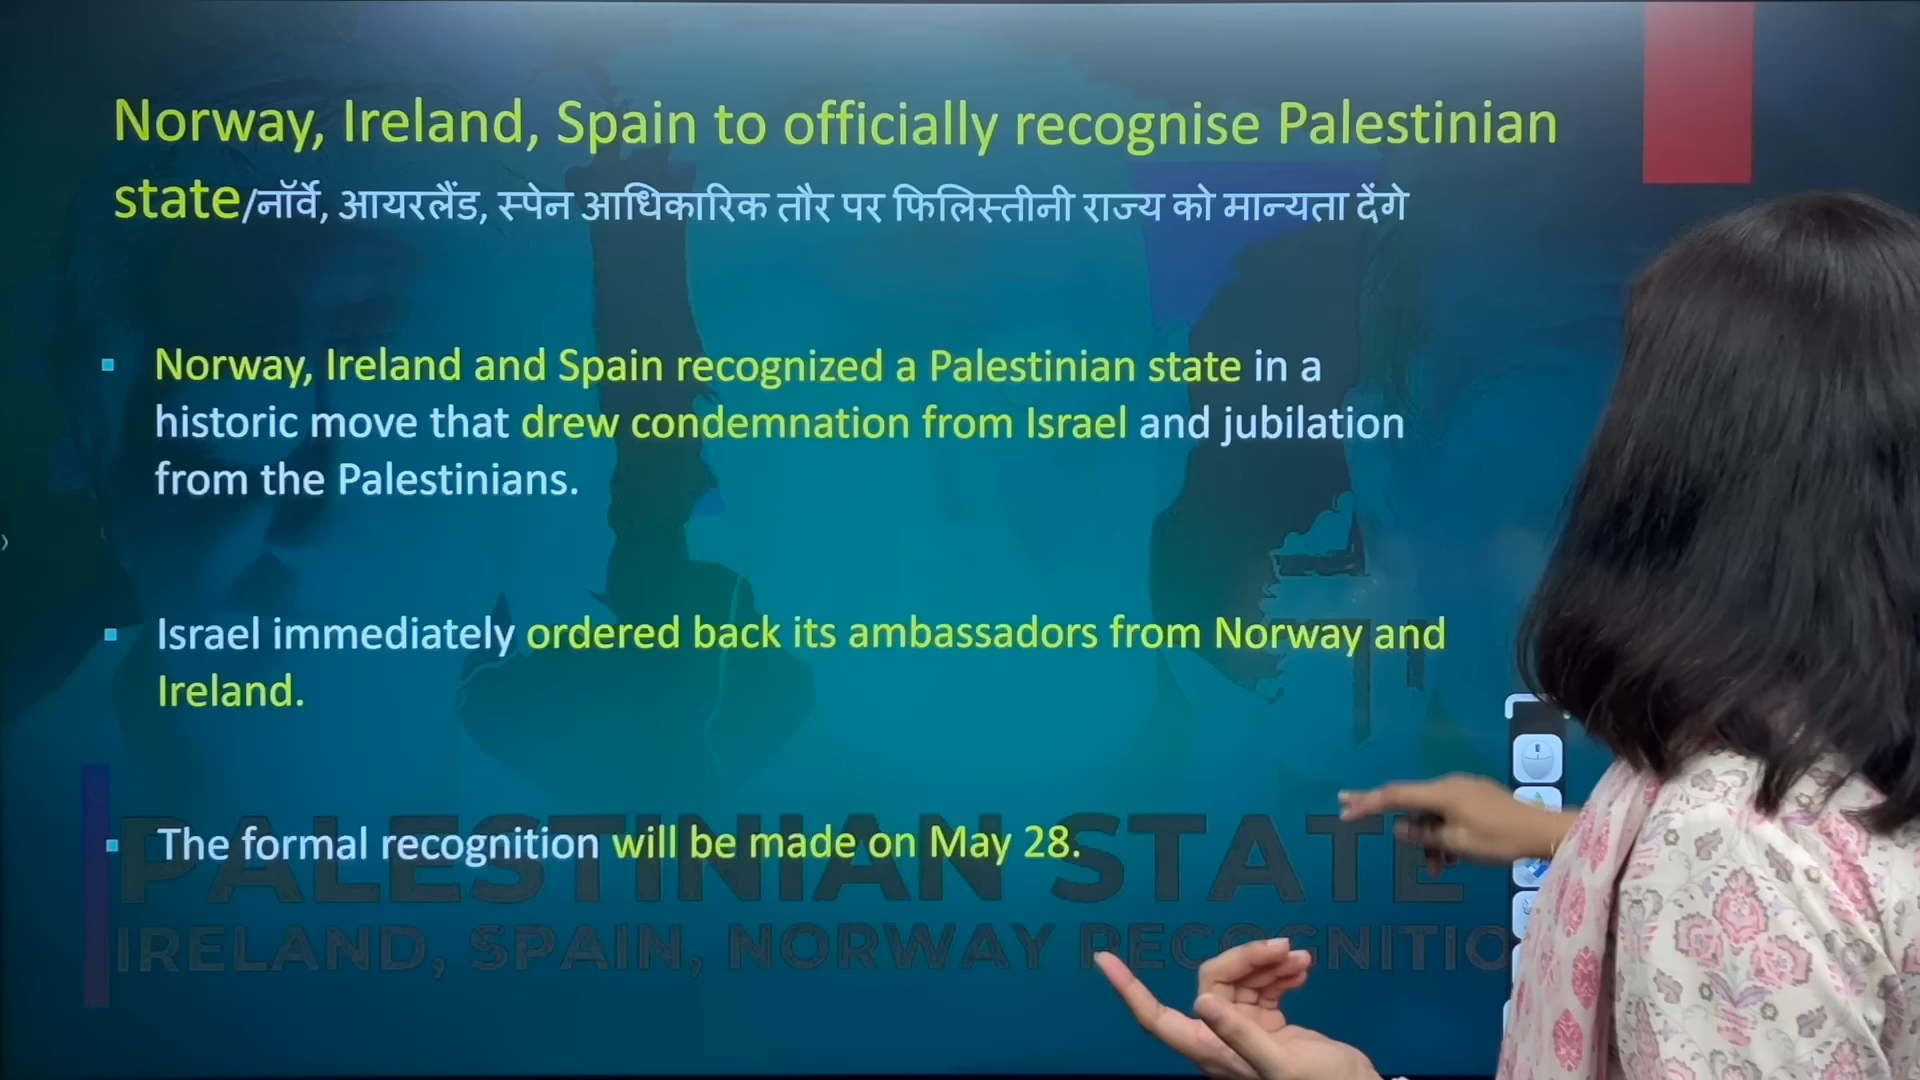 Norway, Ireland, Spain to officially recognise Palestinian
state/नॉर्वे, आयरलैंड, स्पेन आधिकारिक तौर पर फिलिस्तीनी राज्य को मान्यता देंगे
Norway, Ireland and Spain recognized a Palestinian state in a
historic move that drew condemnation from Israel and jubilation
from the Palestinians.
Israel immediately ordered back its ambassadors from Norway and
Ireland.
The formal recognition will be made on May 28.
PALESTINIAN STATE
IRELAND, SPAIN, NORWAY RECOGNITIO